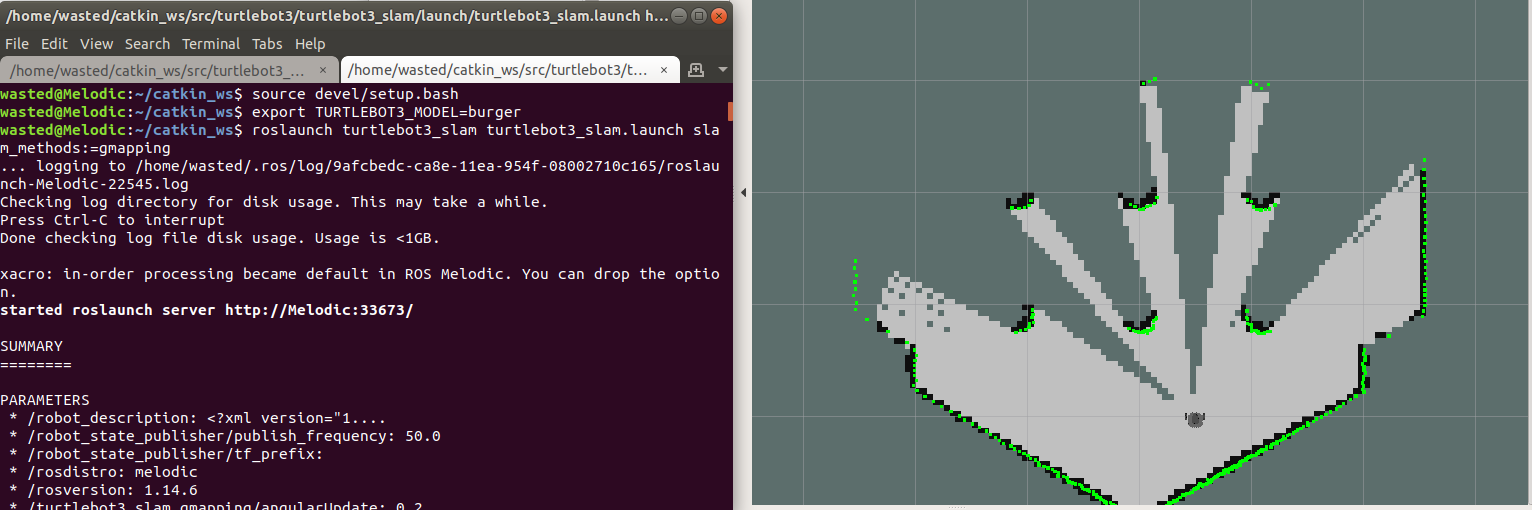 /home/wasted/catkin_ws/src/turtlebot3/turtlebot3_slam/launch/turtlebot3_slam.launch h...
File Edit View Search Terminal Tabs Help
/home/wasted/catkin_ws/src/turtlebot3_... × /home/wasted/catkin_ws/src/turtlebot3/t... ×
wasted@Melodic:~/catkin_ws$ source devel/setup.bash
wasted@Melodic:~/catkin_ws$ export TURTLEBOT3_MODEL=burger
wasted@Melodic:~/catkin_ws$ roslaunch turtlebot3_slam turtlebot3_slam.launch sla
m_methods:=gmapping
... logging to /home/wasted/.ros/log/9afcbedc-ca8e-11ea-954f-08002710c165/roslau
nch-Melodic-22545.log
Checking log directory for disk usage. This may take a while.
Press Ctrl-C to interrupt
Done checking log file disk usage. Usage is <1GB.
xacro: in-order processing became default in ROS Melodic. You can drop the optio
n.
started roslaunch server http://Melodic:33673/
SUMMARY
========
PARAMETERS
* /robot_description: <?xml version="1....
* /robot_state_publisher/publish_frequency: 50.0
* /robot_state_publisher/tf_prefix:
* /rosdistro: melodic
* /rosversion: 1.14.6
* /turtlebot3_slam_gmapping/angularUpdate: 0.2